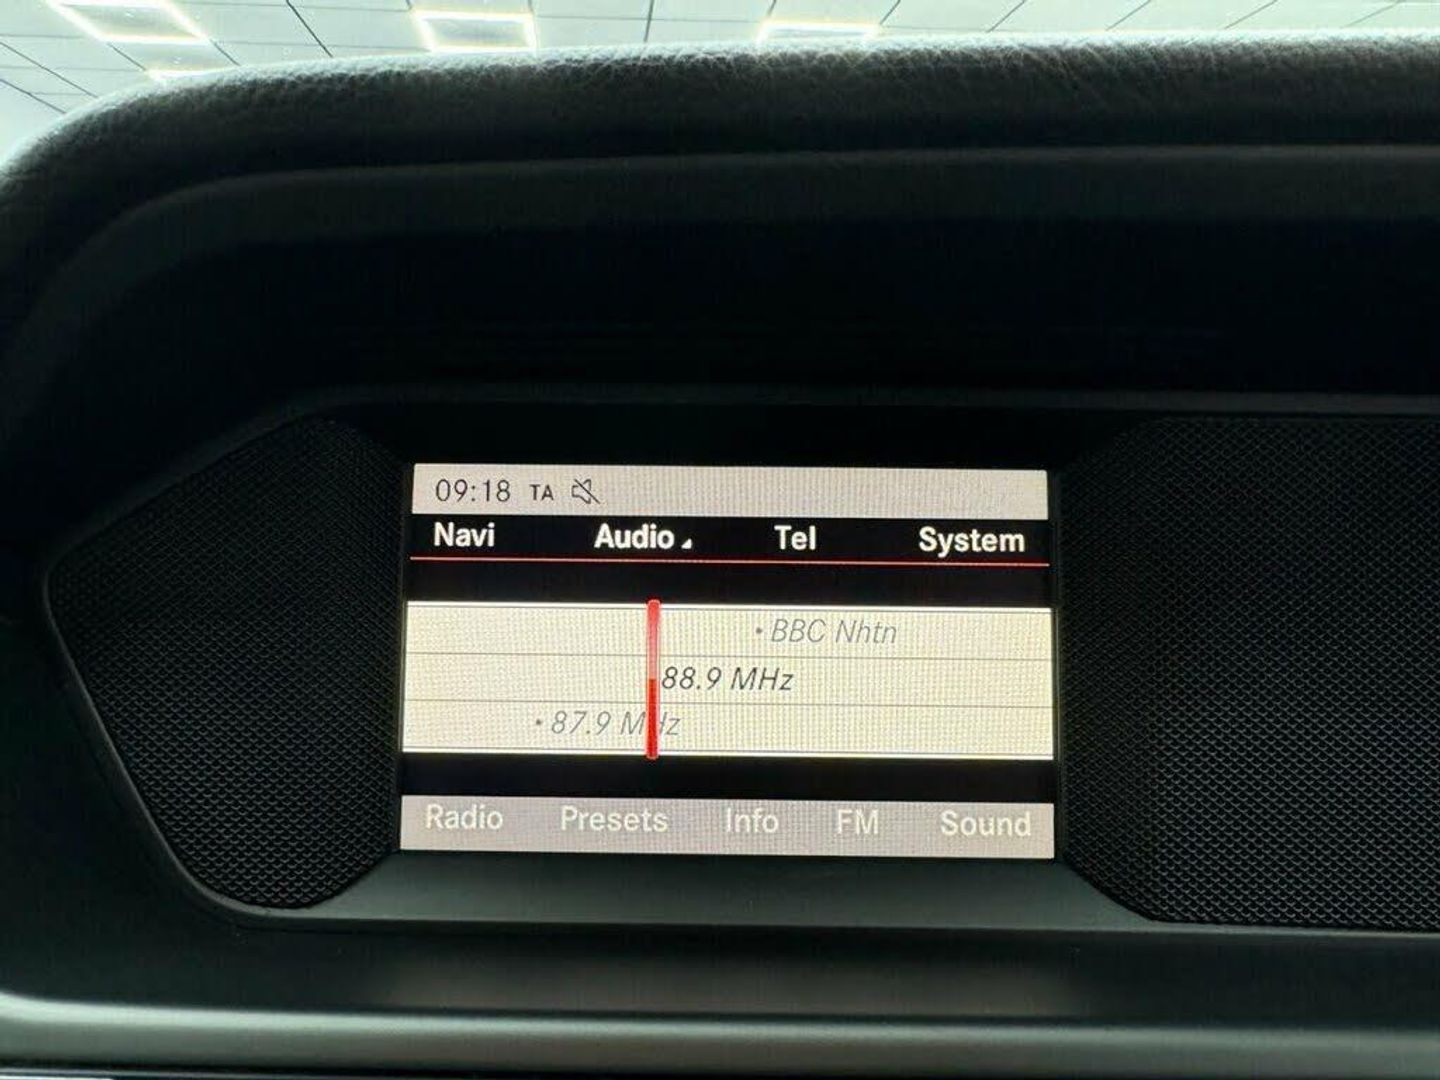 09:18 TA
Navi Audio Tel System
BBC Nhtn
88.9 MHz
87.9 MHz
Radio Presets Info FM Sound